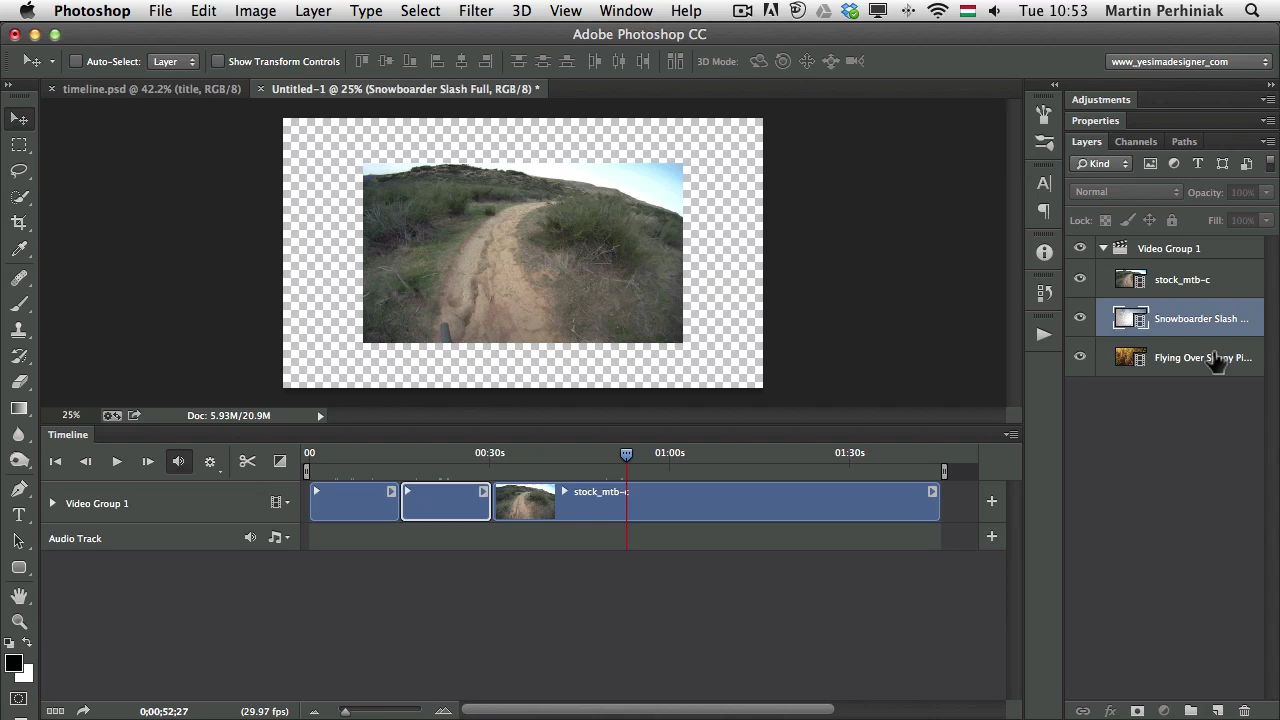 Photoshop File Edit Image Layer Type Select Filter 3D View Window Help Tue 10:53 Martin Perhiniak
Adobe Photoshop CC
Auto-Select: Layer Show Transform Controls 3D Mode: www_yesimadesigner_com
timeline.psd @ 42.2% (title, RGB/8) Untitled-1 @ 25% (Snowboarder Slash Full, RGB/8) *
Adjustments
Properties
Layers Channels Paths
Kind
Normal Opacity: 100%
Lock: Fill: 100%
Video Group 1
stock_mtb-c
Snowboarder Slash ...
Flying Over S
ny Pi...
25% Doc: 5.93M/20.9M
Timeline
00 00:30s 01:00s 01:30s
Video Group 1 stock_mtb-c
Audio Track
0;00;52;27 (29.97 fps)